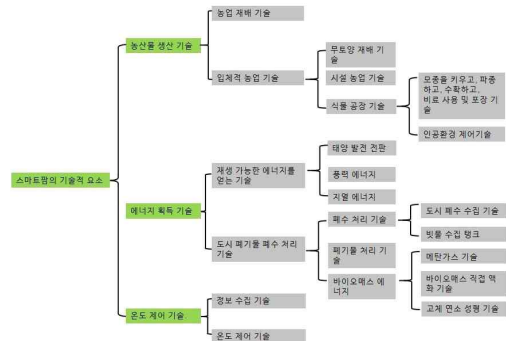 스마트팜의 기술적 요소
농산물 생산 기술
농업 재배 기술
입체적 농업 기술
무토양 재배 기
술
시설 농업 기술
식물 공장 기술
모종을 키우고, 파종
하고, 수확하고,
비료 사용 및 포장 기
술
인공환경 제어기술
에너지 획득 기술
재생 가능한 에너지를
얻는 기술
태양 발전 전판
풍력 에너지
지열 에너지
도시 폐기물 폐수 처리
기술
폐수 처리 기술
도시 폐수 수집 기술
빗물 수집 탱크
폐기물 처리 기
술
바이오매스 에
너지
메탄가스 기술
바이오매스 직접 액
화 기술
고체 연소 성형 기술
온도 제어 기술
정보 수집 기술
온도 제어 기술